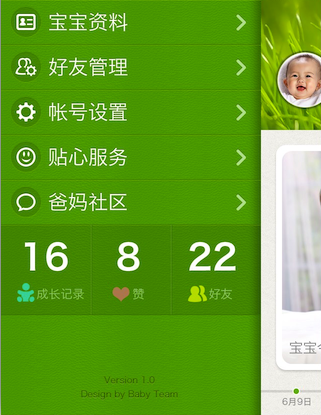 宝宝资料
好友管理
帐号设置
贴心服务
爸妈社区
16 8 22
成长记录 赞 好友
宝宝
6月9日
Version 1.0
Design by Baby Team